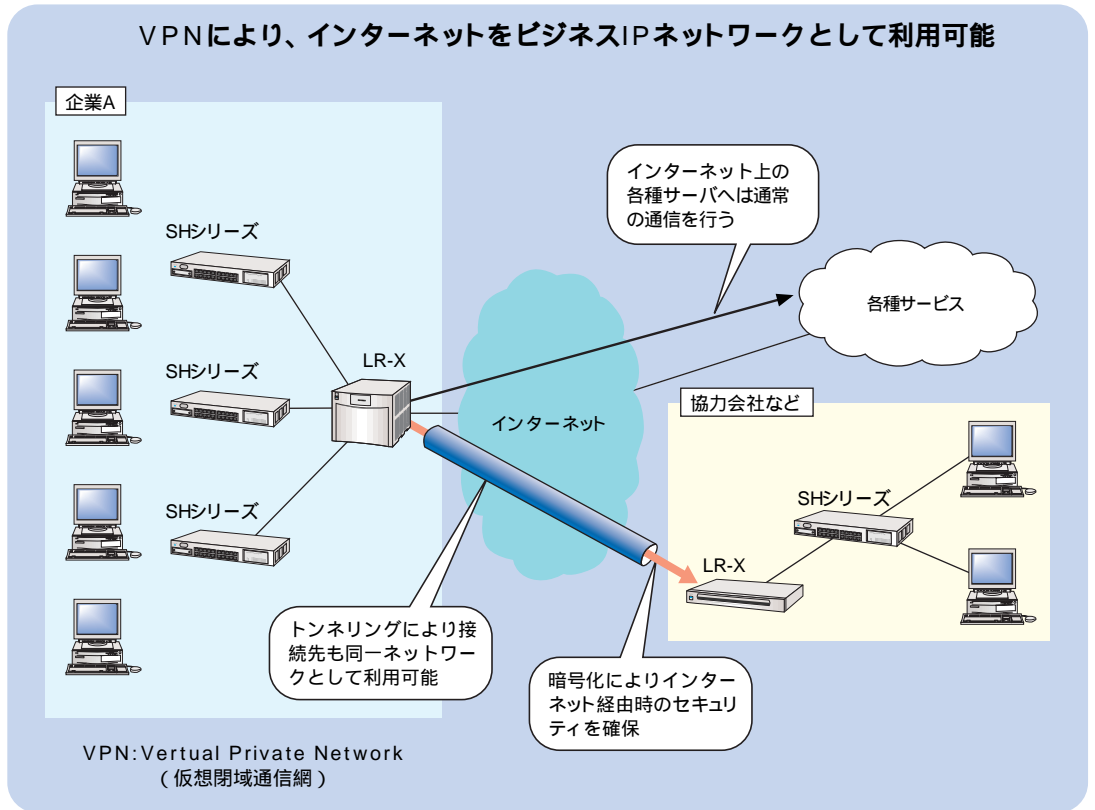 VPNにより、インターネットをビジネスIPネットワークとして利用可能
企業A
SHシリーズ
SHシリーズ
SHシリーズ
LR-X
インターネット上の
各種サーバへは通常
の通信を行う
各種サービス
インターネット
協力会社など
SHシリーズ
LR-X
トンネリングにより接
続先も同一ネットワー
クとして利用可能
暗号化によりインター
ネット経由時のセキュリ
ティを確保
VPN:Vertual Private Network
(仮想閉域通信網)